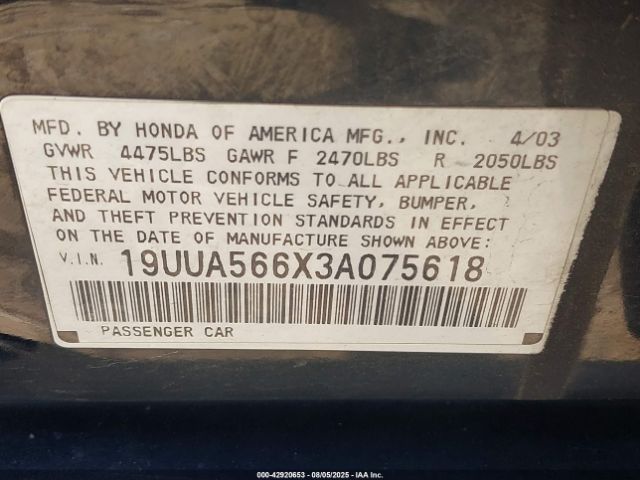 MFD. BY HONDA OF AMERICA MFG., INC. 4/03
GVWR 4475LBS GAWR F 2470LBS R 2050LBS
THIS VEHICLE CONFORMS TO ALL APPLICABLE
FEDERAL MOTOR VEHICLE SAFETY, BUMPER,
AND THEFT PREVENTION STANDARDS IN EFFECT
ON THE DATE OF MANUFACTURE SHOWN ABOVE:
V.I.N. 19UUA566X3A075618
PASSENGER CAR
000-42920653 - 08/05/2025 - IAA Inc.